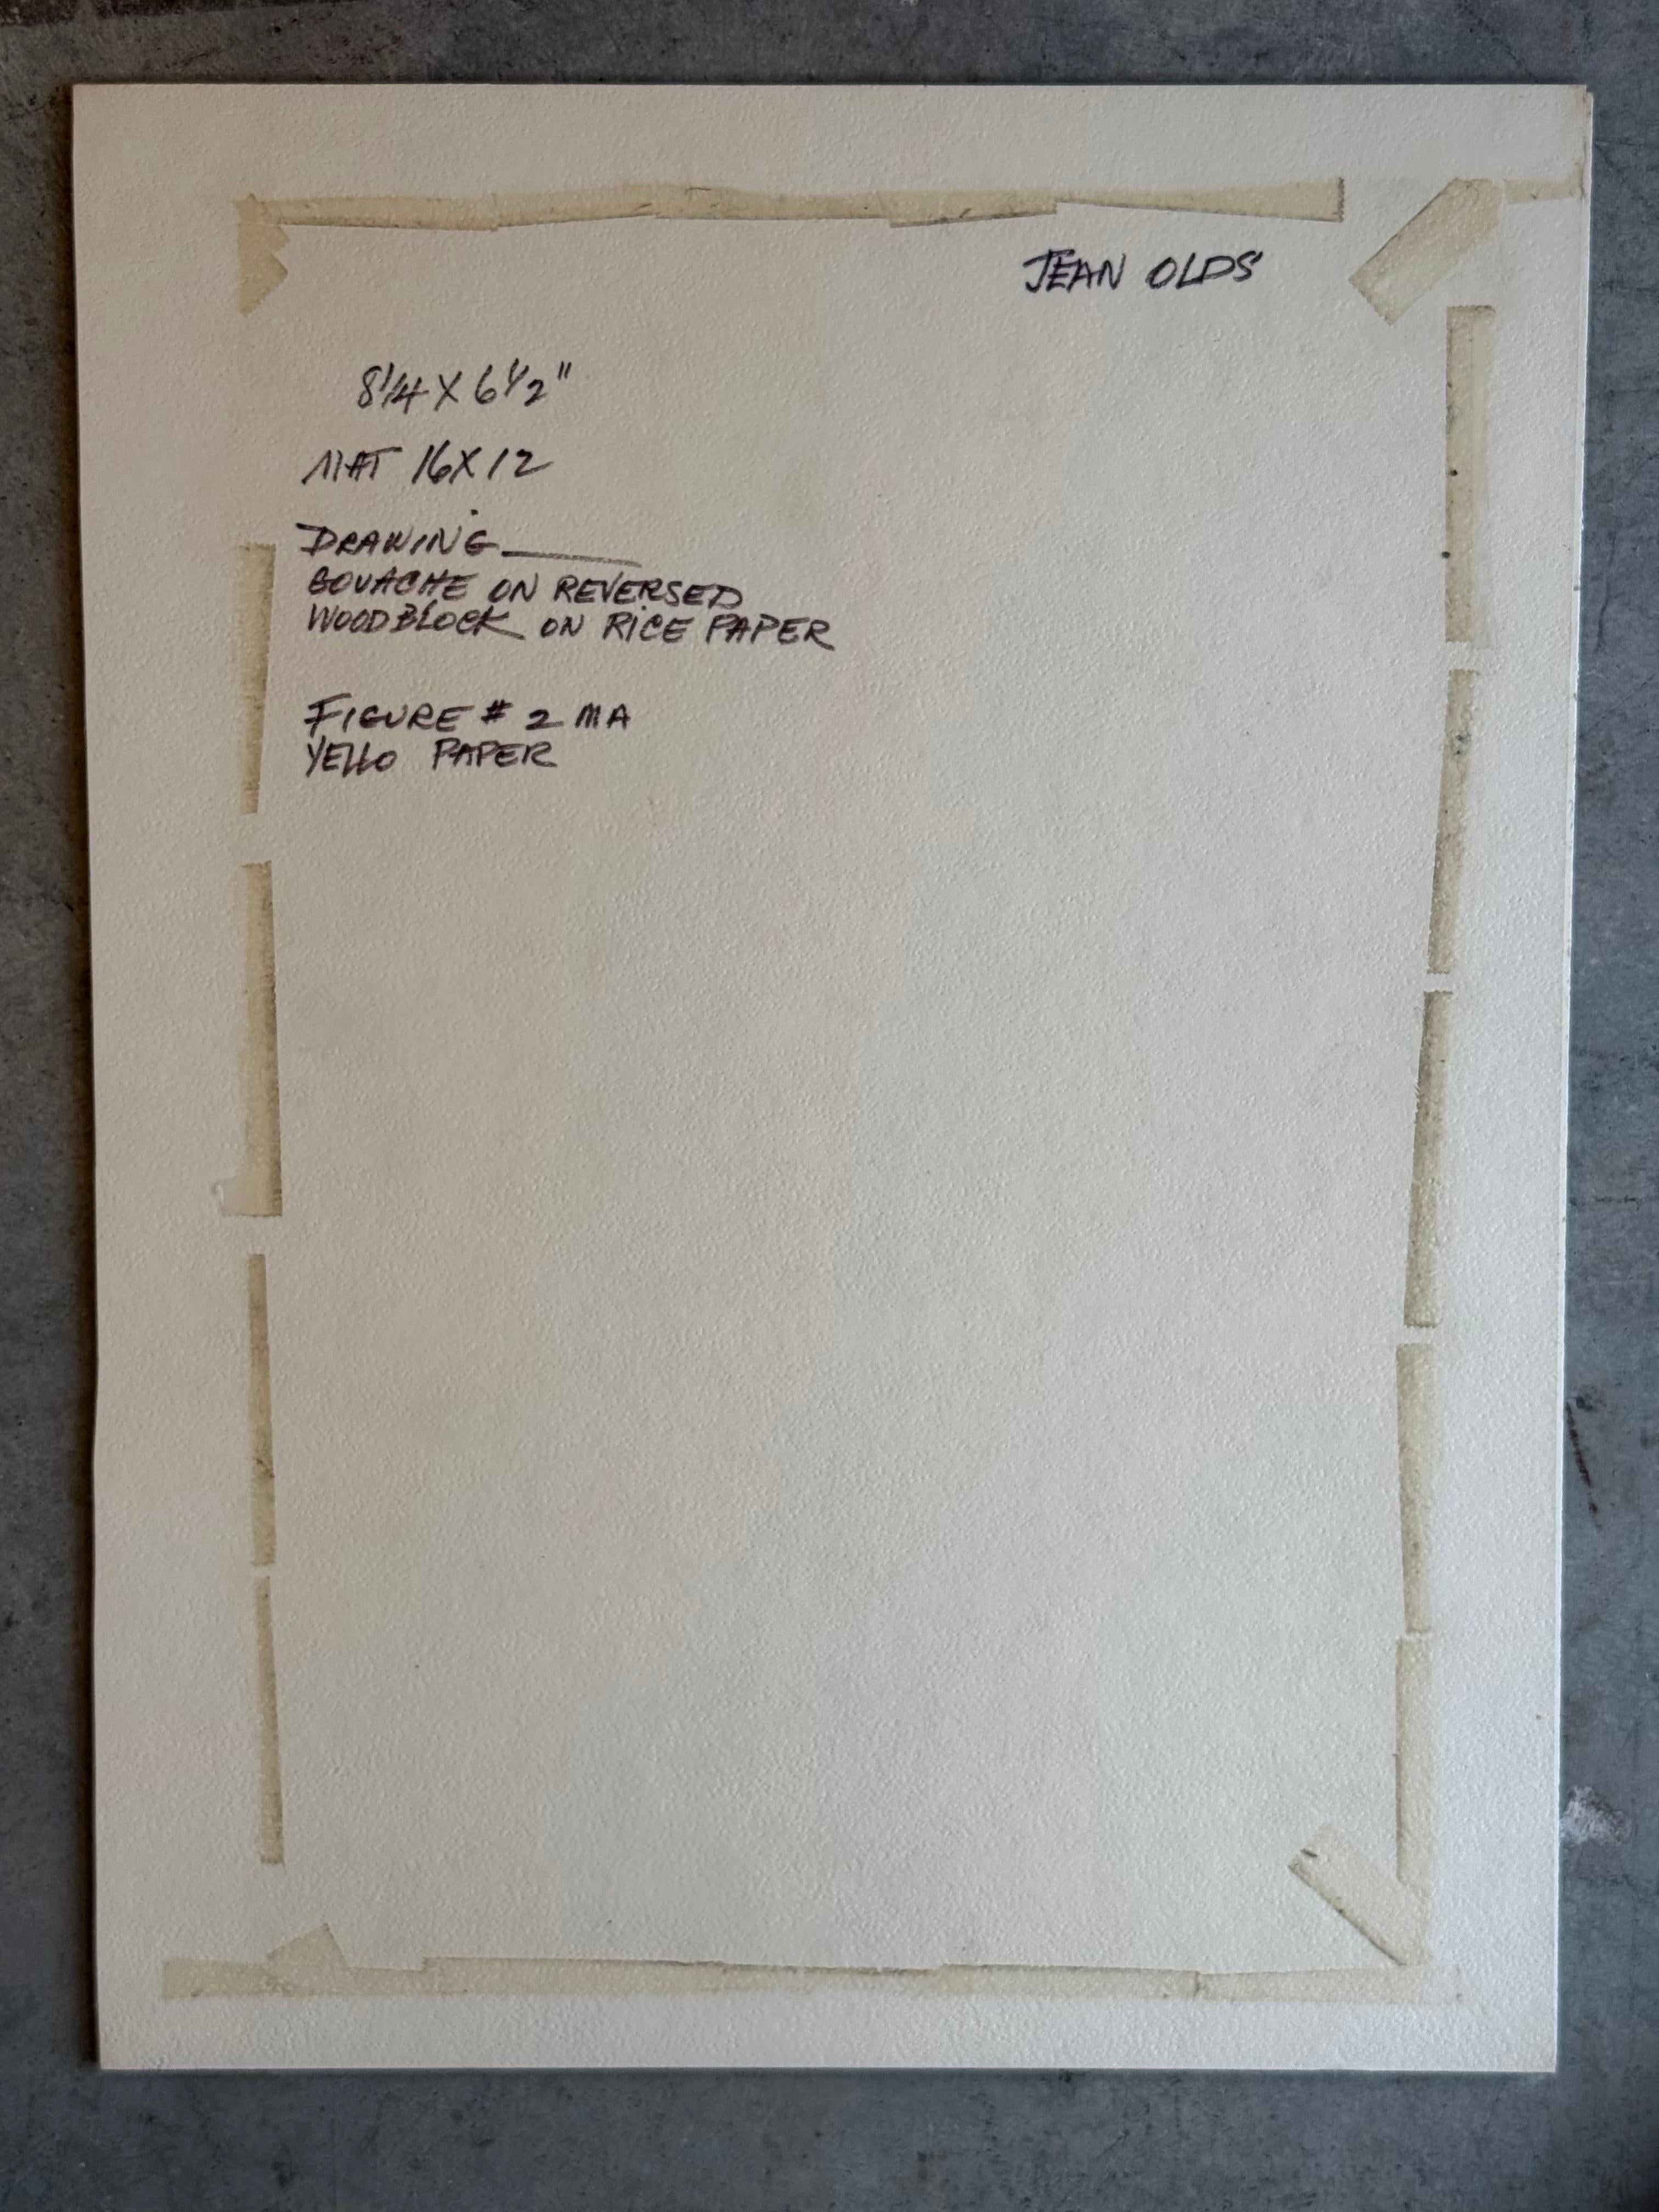 JEAN OLDS
8 1/4 X 6 1/2"
MAT 16X12
DRAWING
GOUACHE ON REVERSED
WOODBLOCK ON RICE PAPER
FIGURE # 2 MA
YELLO PAPER